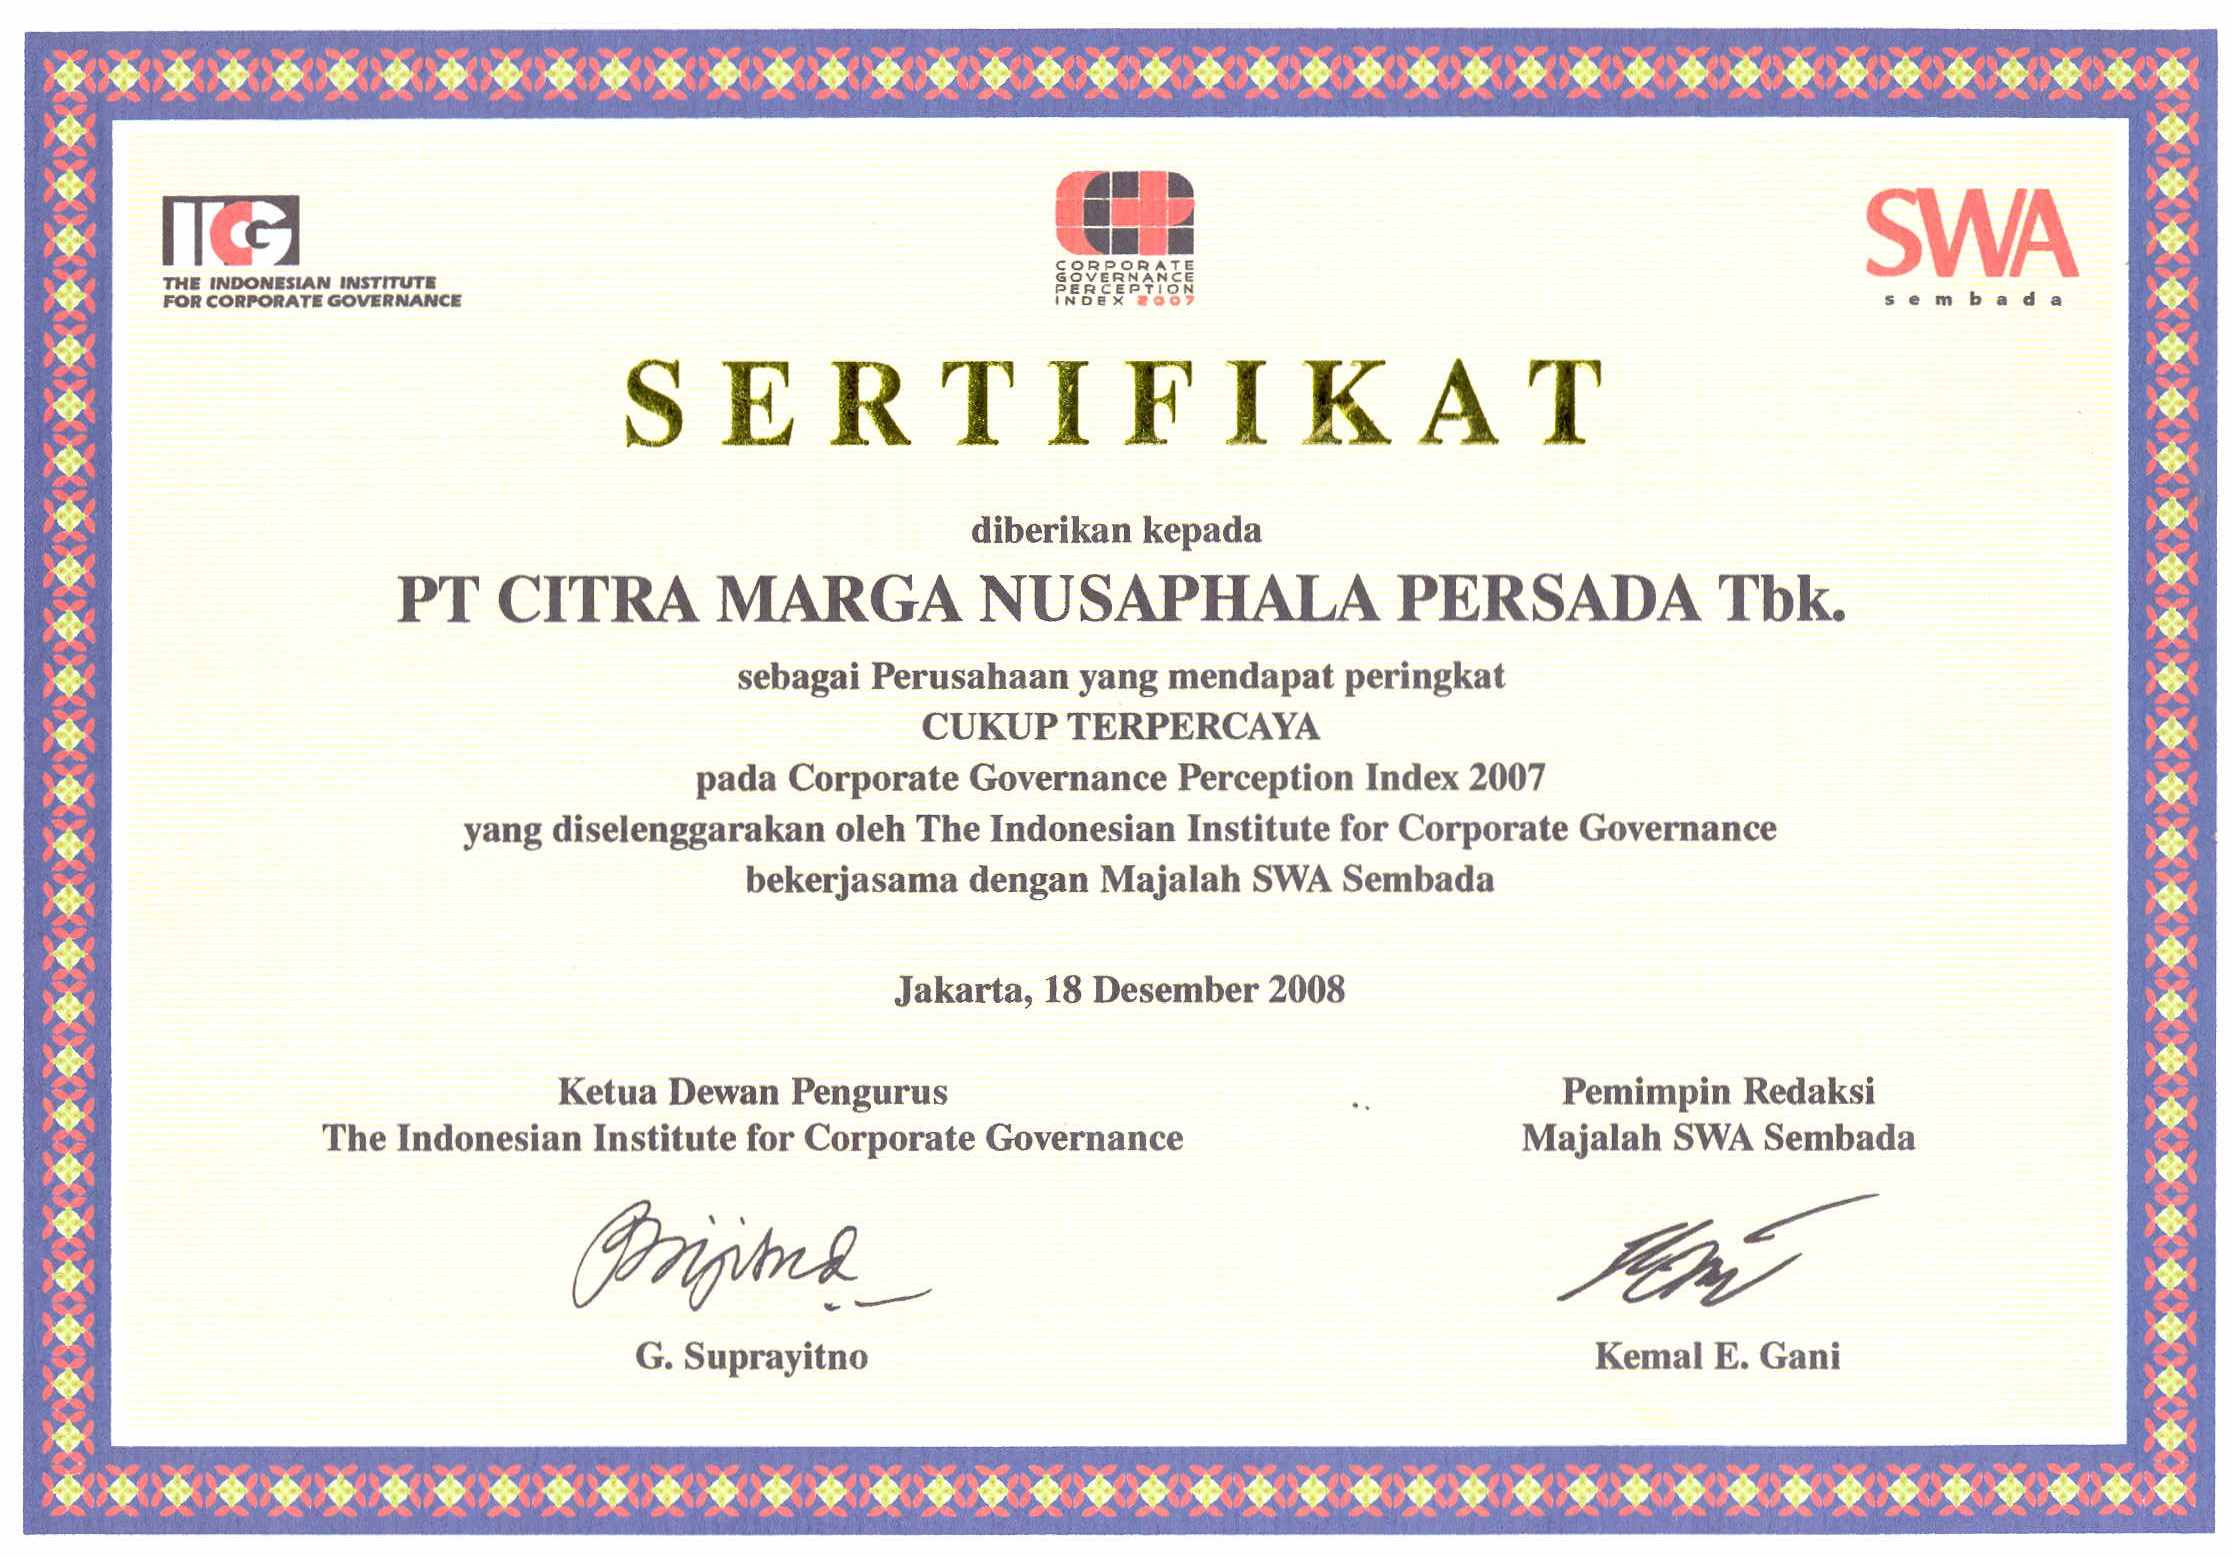 IICG
THE INDONESIAN INSTITUTE
FOR CORPORATE GOVERNANCE
CORPORATE
GOVERNANCE
PERCEPTION
INDEX 2007
SWA
sembada
SERTIFIKAT
diberikan kepada
PT CITRA MARGA NUSAPHALA PERSADA Tbk.
sebagai Perusahaan yang mendapat peringkat
CUKUP TERPERCAYA
pada Corporate Governance Perception Index 2007
yang diselenggarakan oleh The Indonesian Institute for Corporate Governance
bekerjasama dengan Majalah SWA Sembada
Jakarta, 18 Desember 2008
Ketua Dewan Pengurus
The Indonesian Institute for Corporate Governance
G. Suprayitno
Pemimpin Redaksi
Majalah SWA Sembada
Kemal E. Gani